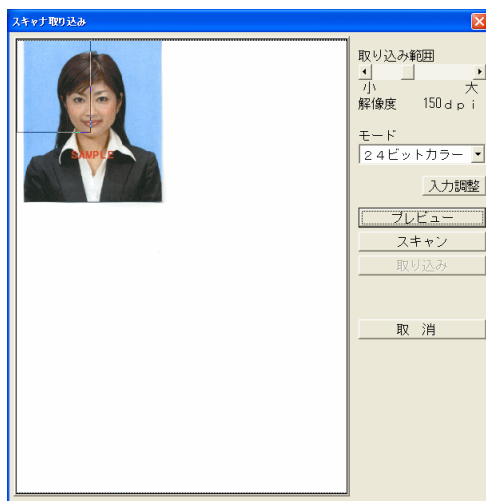 スキャナ取り込み
取り込み範囲
小 大
解像度 150dpi
モード
24ビットカラー
入力調整
プレビュー
スキャン
取り込み
取 消
SAMPLE